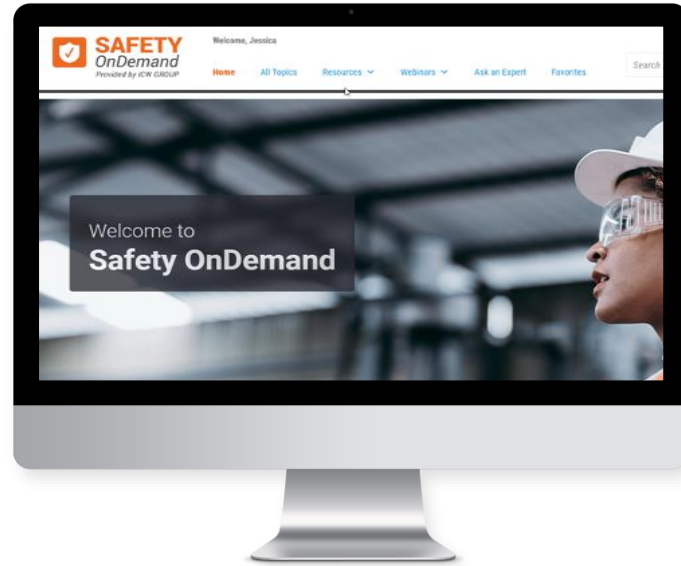 SAFETY
OnDemand
Provided by ICW GROUP
Welcome, Jessica
Home All Topics Resources Webinars Ask an Expert Favorites
Search
Welcome to
Safety OnDemand